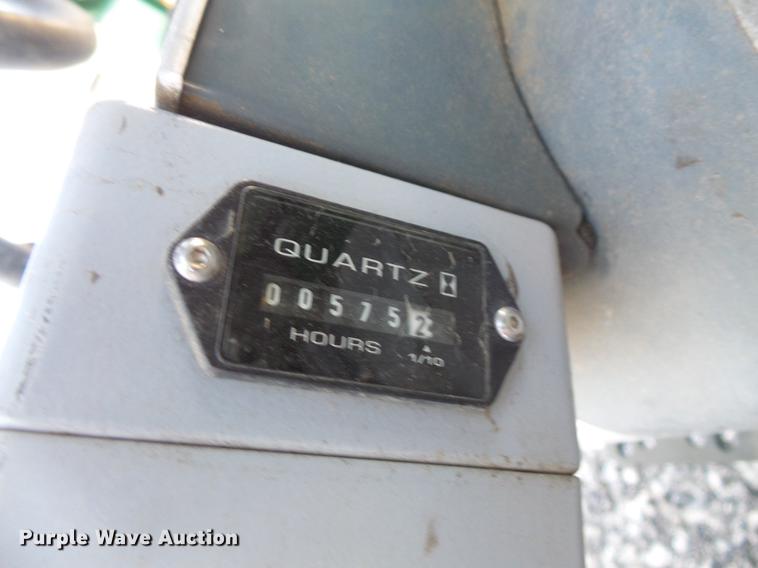 QUARTZ
005752
HOURS 1/10
Purple Wave Auction